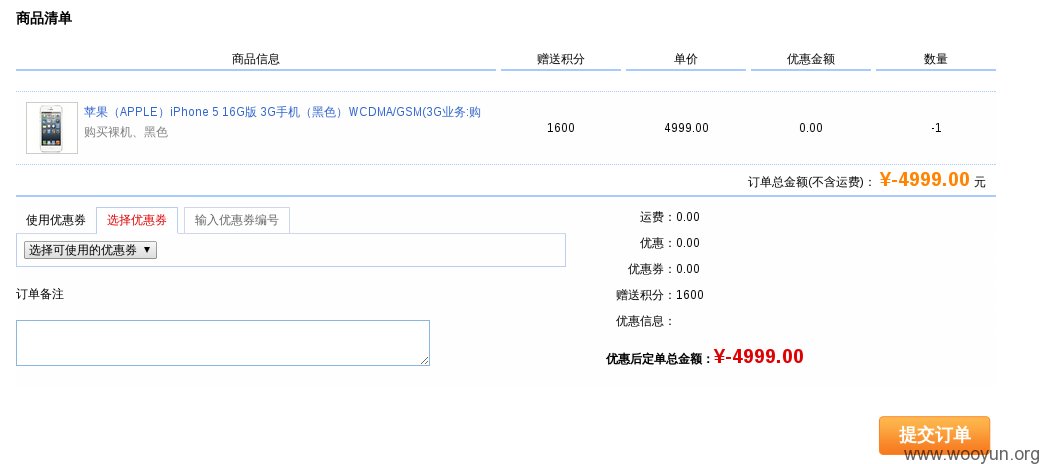 商品清单
商品信息 赠送积分 单价 优惠金额 数量
苹果（APPLE）iPhone 5 16G版 3G手机（黑色）WCDMA/GSM(3G业务:购
购买裸机、黑色
1600 4999.00 0.00 -1
订单总金额(不含运费)： ¥-4999.00 元
使用优惠券 选择优惠券 输入优惠券编号
选择可使用的优惠券
订单备注
运费：0.00
优惠：0.00
优惠券：0.00
赠送积分：1600
优惠信息：
优惠后定单总金额：¥-4999.00
提交订单
www.wooyun.org